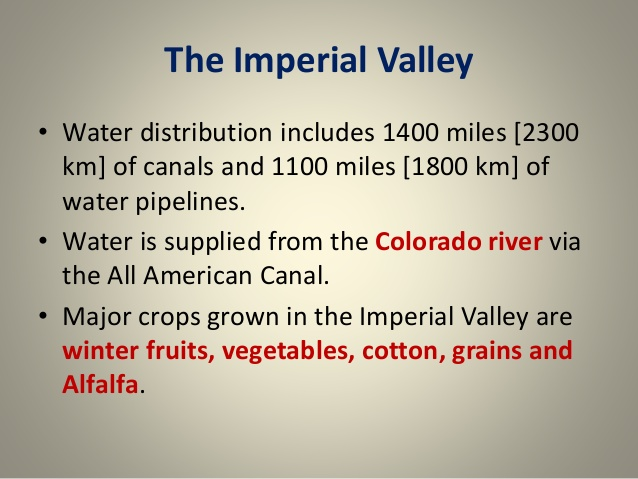 The Imperial Valley
• Water distribution includes 1400 miles [2300
km] of canals and 1100 miles [1800 km] of
water pipelines.
• Water is supplied from the Colorado river via
the All American Canal.
• Major crops grown in the Imperial Valley are
winter fruits, vegetables, cotton, grains and
Alfalfa.